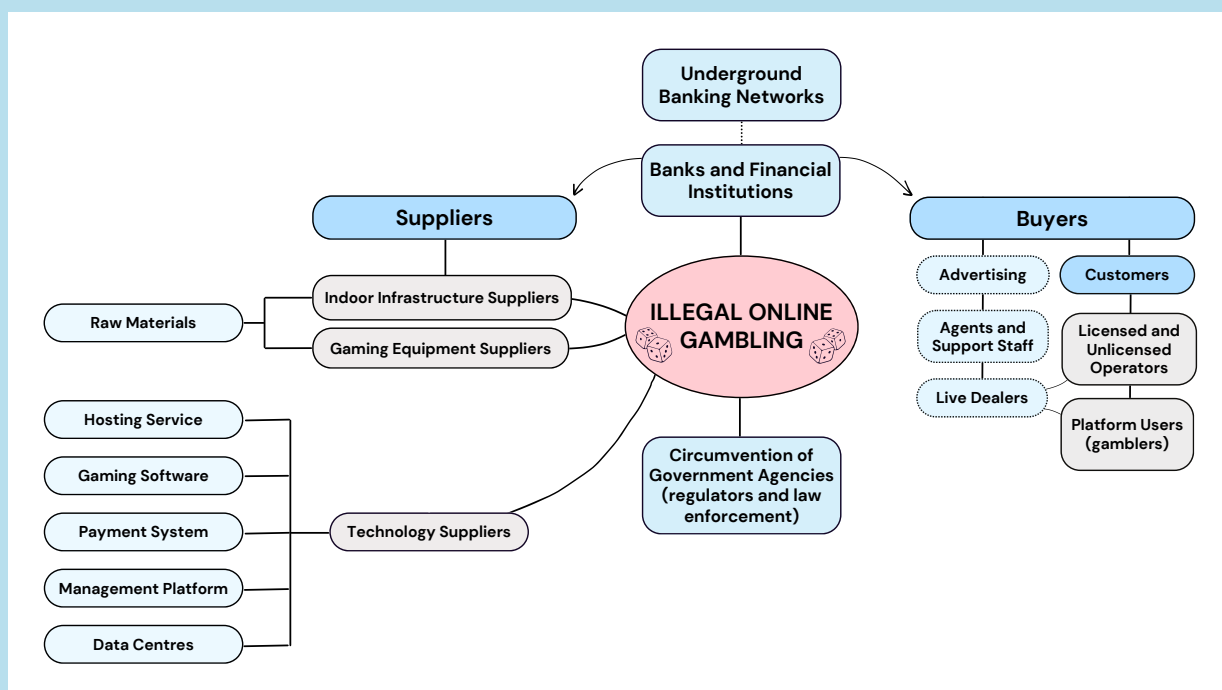 Underground
Banking Networks
Banks and Financial
Institutions
Suppliers
Buyers
Indoor Infrastructure Suppliers
Gaming Equipment Suppliers
Raw Materials
ILLEGAL ONLINE
GAMBLING
Advertising
Customers
Agents and
Support Staff
Licensed and
Unlicensed
Operators
Live Dealers
Platform Users
(gamblers)
Hosting Service
Gaming Software
Payment System
Management Platform
Data Centres
Technology Suppliers
Circumvention of
Government Agencies
(regulators and law
enforcement)